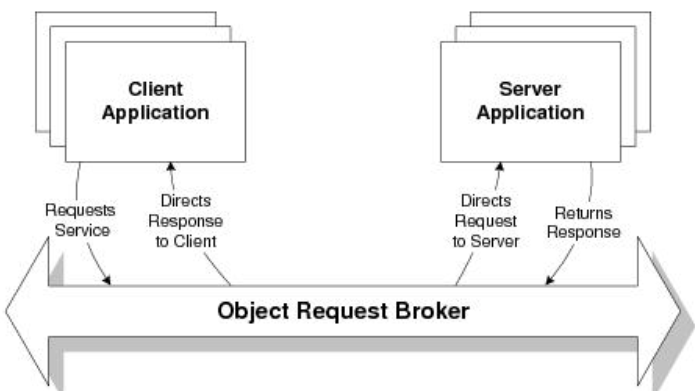 Client
Application
Server
Application
Requests
Service
Directs
Response
to Client
Directs
Request
to Server
Returns
Response
Object Request Broker